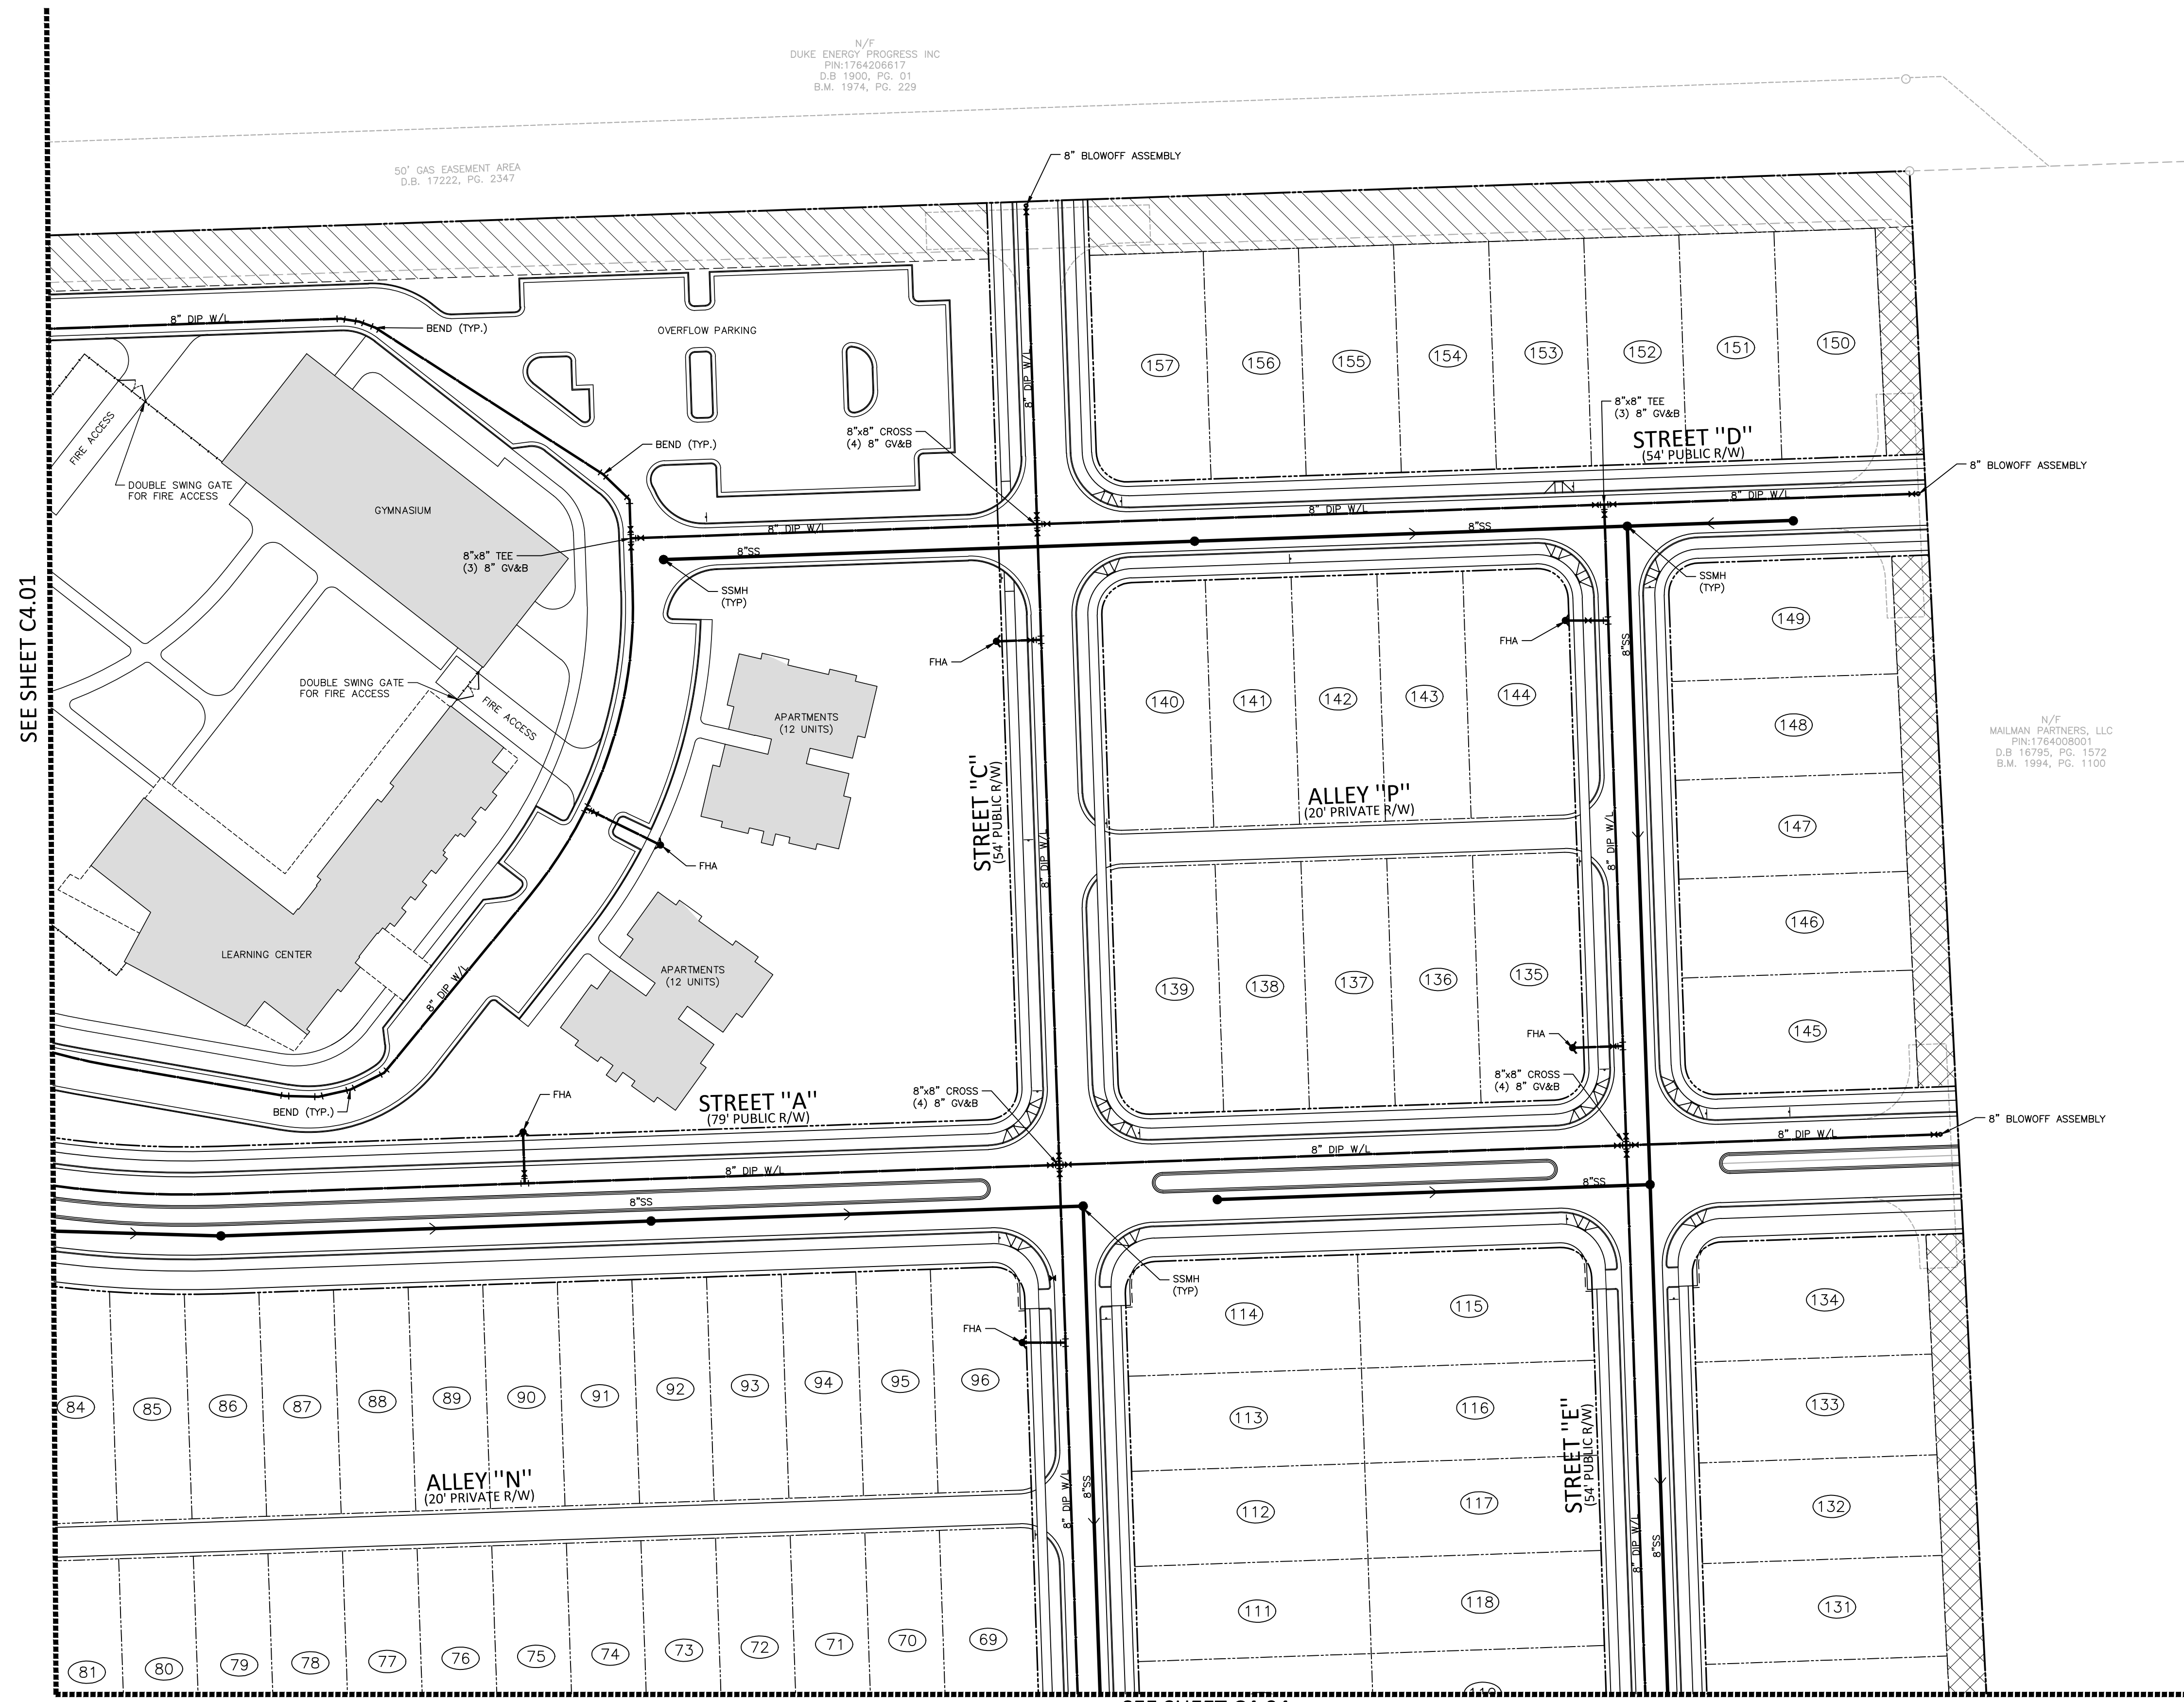 N/F
DUKE ENERGY PROGRESS INC
PIN:1764206617
D.B 1900, PG. 01
B.M. 1974, PG. 229
50' GAS EASEMENT AREA
D.B. 17222, PG. 2347
8" BLOWOFF ASSEMBLY
8" DIP W/L
BEND (TYP.)
OVERFLOW PARKING
8" DIP W/L
157
156
155
154
153
152
151
150
FIRE ACCESS
DOUBLE SWING GATE
FOR FIRE ACCESS
GYMNASIUM
BEND (TYP.)
8"x8" CROSS
(4) 8" GV&B
8"x8" TEE
(3) 8" GV&B
STREET "D"
(54' PUBLIC R/W)
8" BLOWOFF ASSEMBLY
8" DIP W/L
8" DIP W/L
8" DIP W/L
8"SS
8"SS
8"x8" TEE
(3) 8" GV&B
SSMH
(TYP)
SSMH
(TYP)
SEE SHEET C4.01
FHA
FHA
8"SS
149
DOUBLE SWING GATE
FOR FIRE ACCESS
FIRE ACCESS
APARTMENTS
(12 UNITS)
140
141
142
143
144
148
N/F
MAILMAN PARTNERS, LLC
PIN:1764008001
D.B 16795, PG. 1572
B.M. 1994, PG. 1100
STREET "C"
(54' PUBLIC R/W)
ALLEY "P"
(20' PRIVATE R/W)
8" DIP W/L
8" DIP W/L
147
FHA
146
LEARNING CENTER
8" DIP W/L
APARTMENTS
(12 UNITS)
139
138
137
136
135
145
FHA
BEND (TYP.)
FHA
STREET "A"
(79' PUBLIC R/W)
8"x8" CROSS
(4) 8" GV&B
8"x8" CROSS
(4) 8" GV&B
8" BLOWOFF ASSEMBLY
8" DIP W/L
8" DIP W/L
8" DIP W/L
8"SS
8"SS
SSMH
(TYP)
FHA
114
115
134
84
85
86
87
88
89
90
91
92
93
94
95
96
113
116
133
STREET "E"
(54' PUBLIC R/W)
ALLEY "N"
(20' PRIVATE R/W)
8" DIP W/L
8"SS
112
117
132
8" DIP W/L
8"SS
111
118
131
81
80
79
78
77
76
75
74
73
72
71
70
69